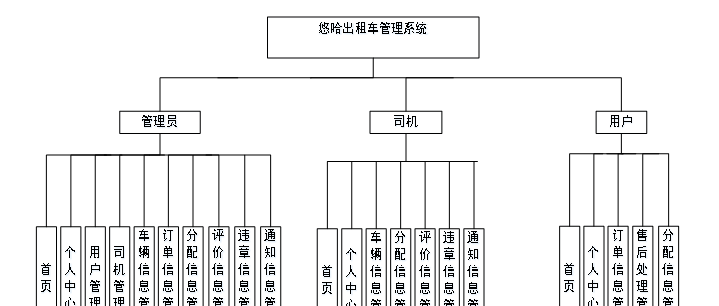 悠哈出租车管理系统
管理员
司机
用户
首页
个人中心
用户管理
司机管理
车辆信息管
订单信息管
分配信息管
评价信息管
违章信息管
通知信息管
首页
个人中心
车辆信息管
分配信息管
评价信息管
违章信息管
通知信息管
首页
个人中心
订单信息管
售后处理管
分配信息管